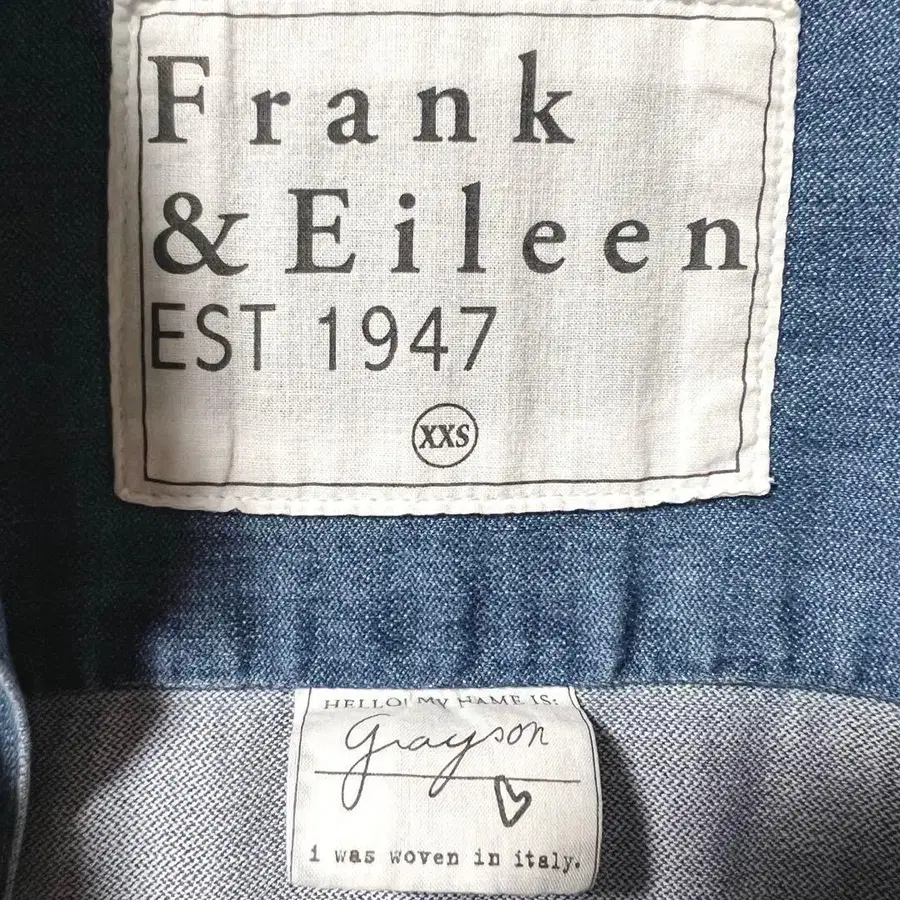 Frank
& Eileen
EST 1947
XXS
HELLO! MY NAME IS:
grayson
i was woven in italy.